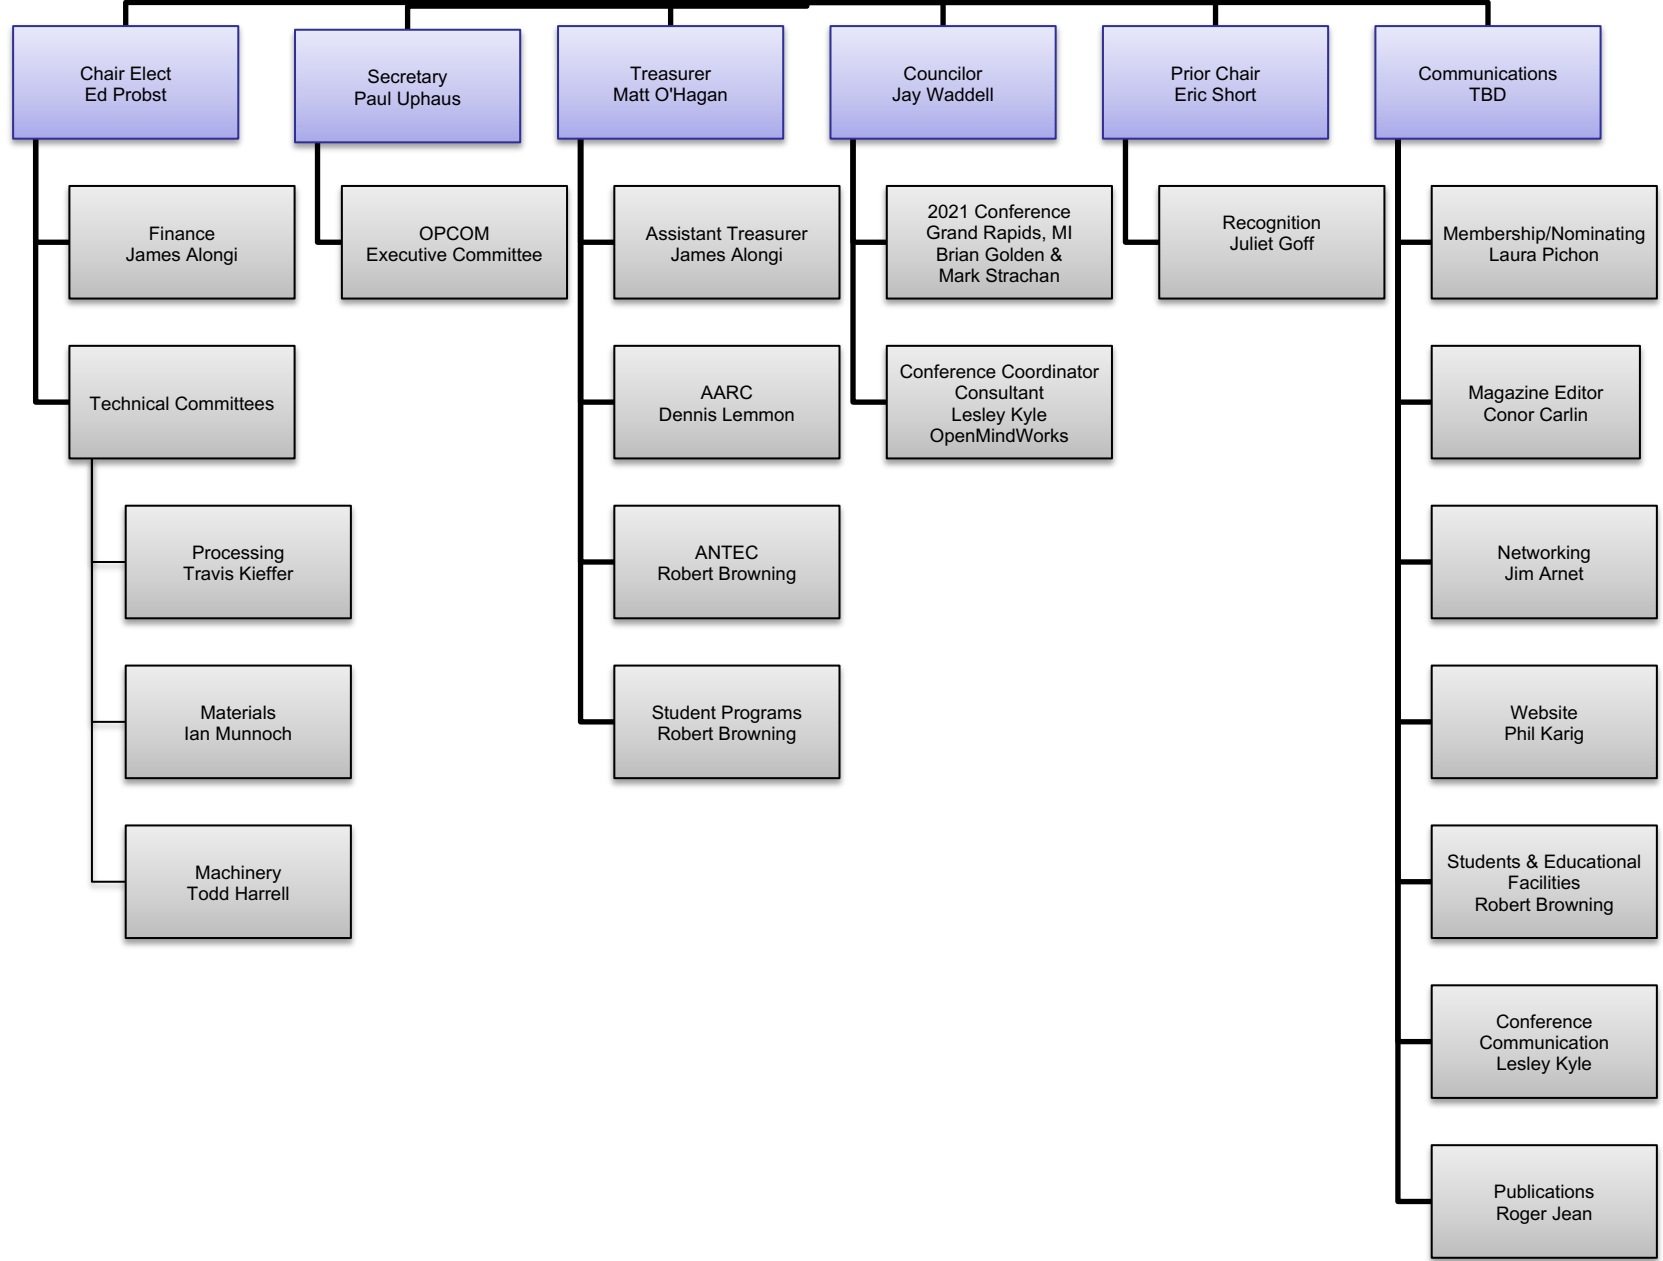 Chair Elect
Ed Probst
Secretary
Paul Uphaus
Treasurer
Matt O'Hagan
Councilor
Jay Waddell
Prior Chair
Eric Short
Communications
TBD
Finance
James Alongi
OPCOM
Executive Committee
Assistant Treasurer
James Alongi
2021 Conference
Grand Rapids, MI
Brian Golden &
Mark Strachan
Recognition
Juliet Goff
Membership/Nominating
Laura Pichon
Technical Committees
AARC
Dennis Lemmon
Conference Coordinator
Consultant
Lesley Kyle
OpenMindWorks
Magazine Editor
Conor Carlin
Processing
Travis Kieffer
ANTEC
Robert Browning
Networking
Jim Arnet
Materials
Ian Munnoch
Student Programs
Robert Browning
Website
Phil Karig
Machinery
Todd Harrell
Students & Educational
Facilities
Robert Browning
Conference
Communication
Lesley Kyle
Publications
Roger Jean